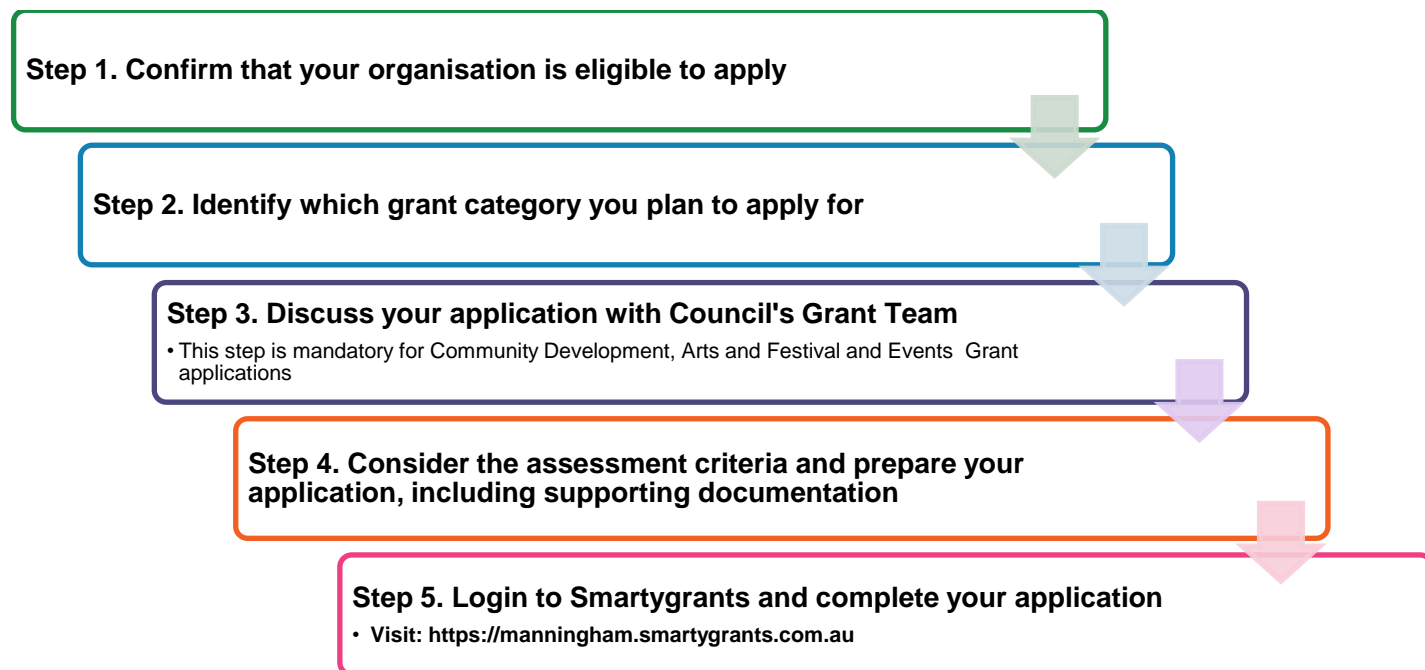 Step 1. Confirm that your organisation is eligible to apply
Step 2. Identify which grant category you plan to apply for
Step 3. Discuss your application with Council's Grant Team
• This step is mandatory for Community Development, Arts and Festival and Events  Grant
applications
Step 4. Consider the assessment criteria and prepare your
application, including supporting documentation
Step 5. Login to Smartygrants and complete your application
• Visit: https://manningham.smartygrants.com.au